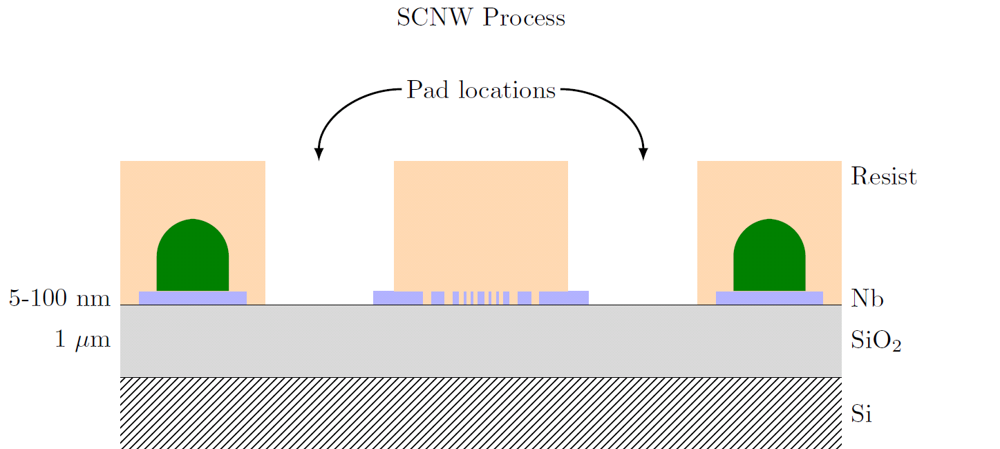 SCNW Process
Pad locations
Resist
5-100 nm
Nb
1 μm
SiO₂
Si